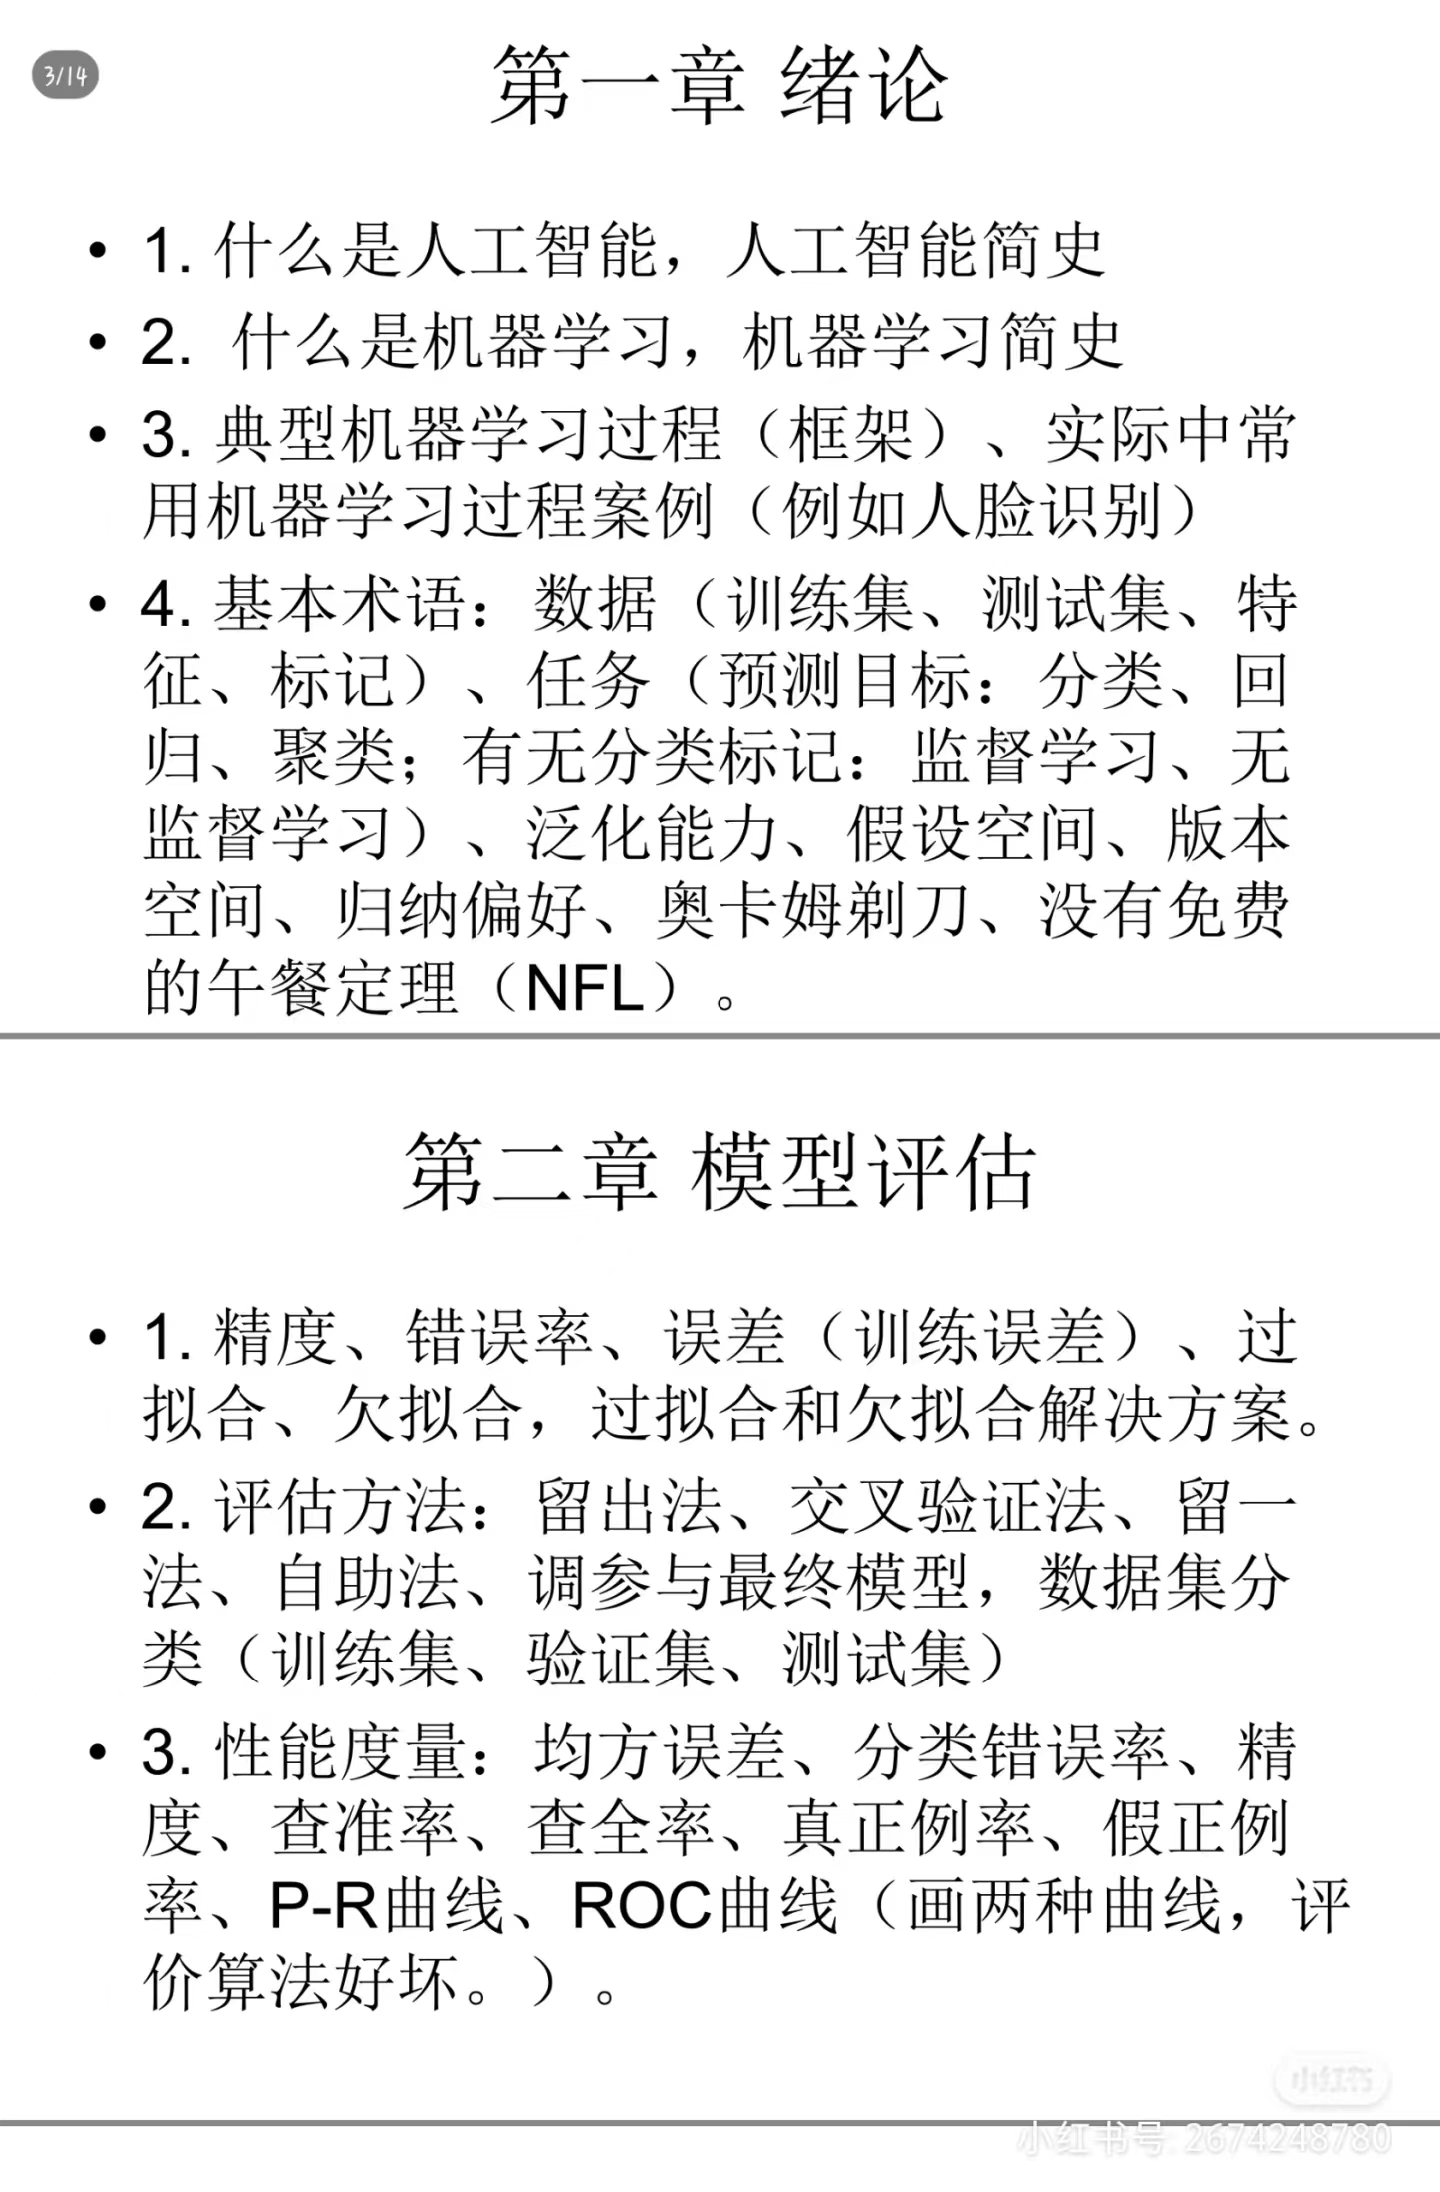 3/14
第一章 绪论
• 1. 什么是人工智能，人工智能简史
• 2. 什么是机器学习，机器学习简史
• 3. 典型机器学习过程（框架）、实际中常
用机器学习过程案例（例如人脸识别）
• 4. 基本术语：数据（训练集、测试集、特
征、标记）、任务（预测目标：分类、回
归、聚类；有无分类标记：监督学习、无
监督学习）、泛化能力、假设空间、版本
空间、归纳偏好、奥卡姆剃刀、没有免费
的午餐定理（NFL）。
第二章 模型评估
• 1. 精度、错误率、误差（训练误差）、过
拟合、欠拟合，过拟合和欠拟合解决方案。
• 2. 评估方法：留出法、交叉验证法、留一
法、自助法、调参与最终模型，数据集分
类（训练集、验证集、测试集）
• 3. 性能度量：均方误差、分类错误率、精
度、查准率、查全率、真正例率、假正例
率、P-R曲线、ROC曲线（画两种曲线，评
价算法好坏。）。
小红书
小红书号: 2674248780